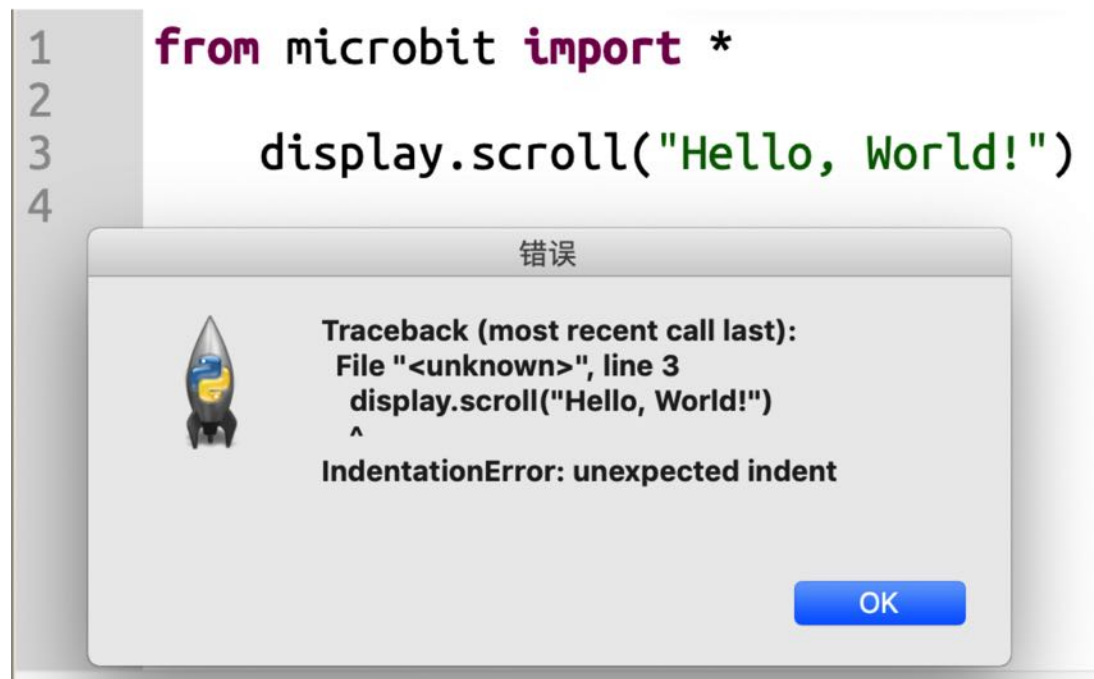 1 from microbit import *
2
3     display.scroll("Hello, World!")
4
错误
Traceback (most recent call last):
  File "<unknown>", line 3
    display.scroll("Hello, World!")
    ^
IndentationError: unexpected indent
OK